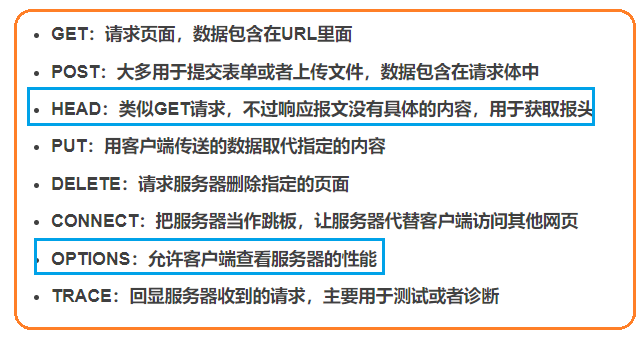 GET：请求页面，数据包含在URL里面
POST：大多用于提交表单或者上传文件，数据包含在请求体中
HEAD：类似GET请求，不过响应报文没有具体的内容，用于获取报头
PUT：用客户端传送的数据取代指定的内容
DELETE：请求服务器删除指定的页面
CONNECT：把服务器当作跳板，让服务器代替客户端访问其他网页
OPTIONS：允许客户端查看服务器的性能
TRACE：回显服务器收到的请求，主要用于测试或者诊断